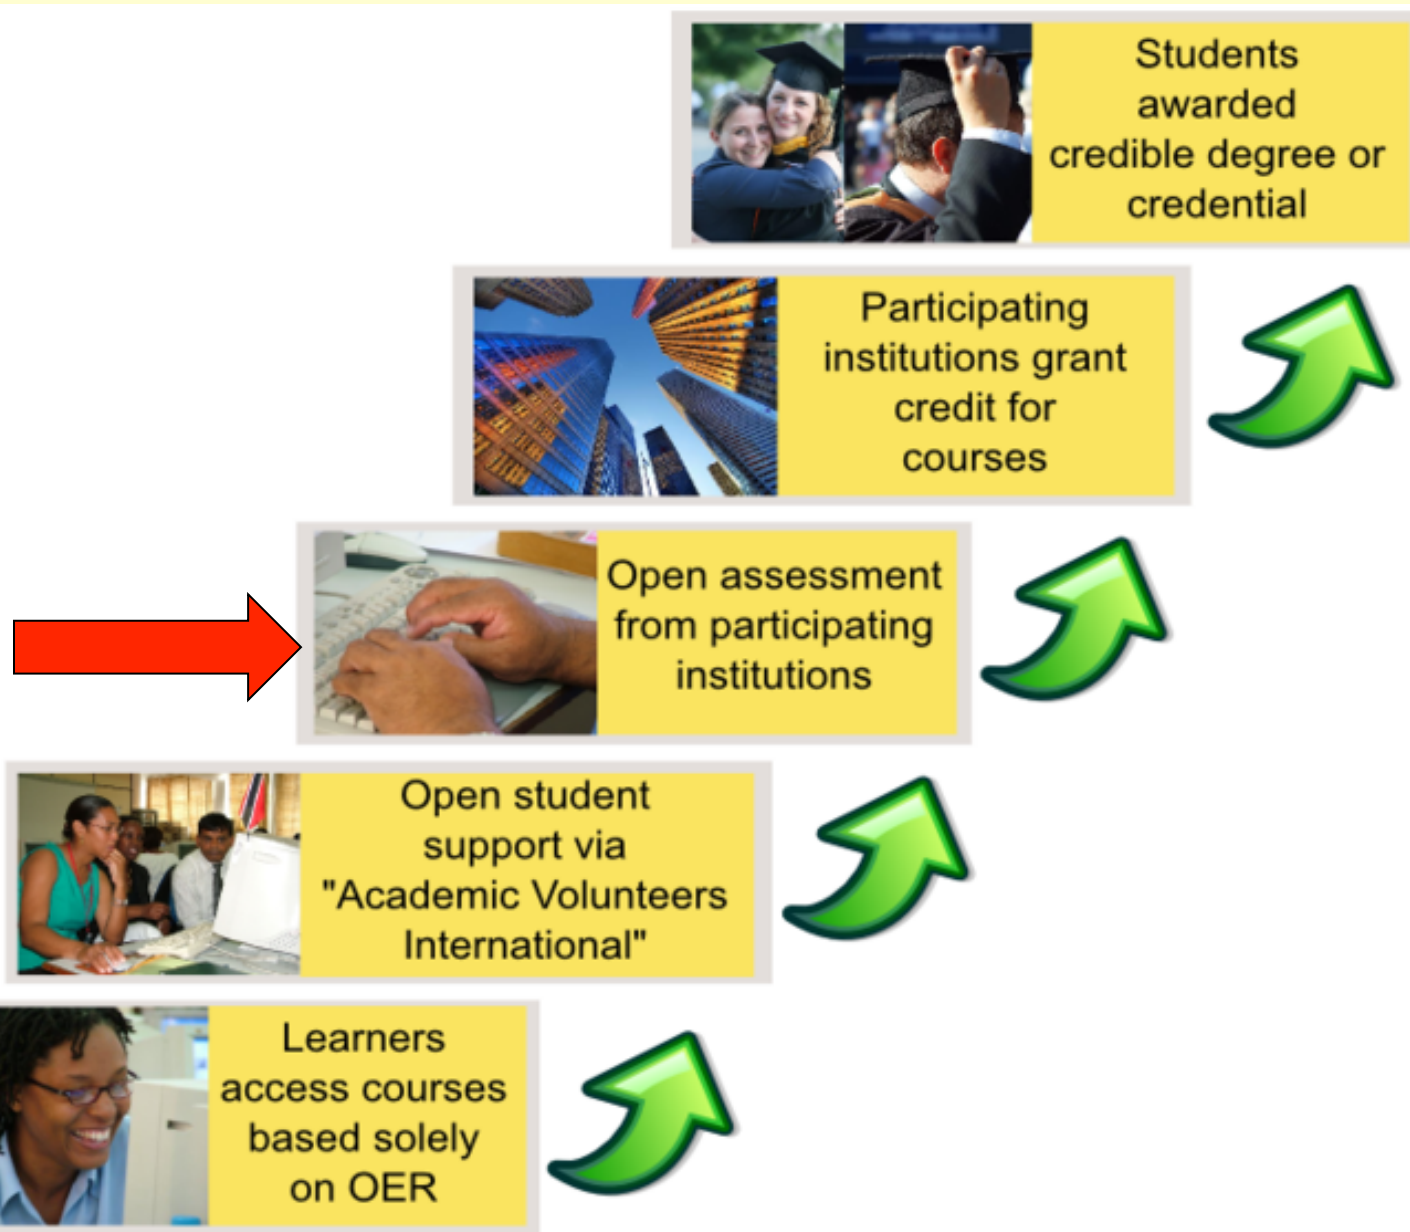 Students
awarded
credible degree or
credential
Participating
institutions grant
credit for
courses
Open assessment
from participating
institutions
Open student
support via
"Academic Volunteers
International"
Learners
access courses
based solely
on OER